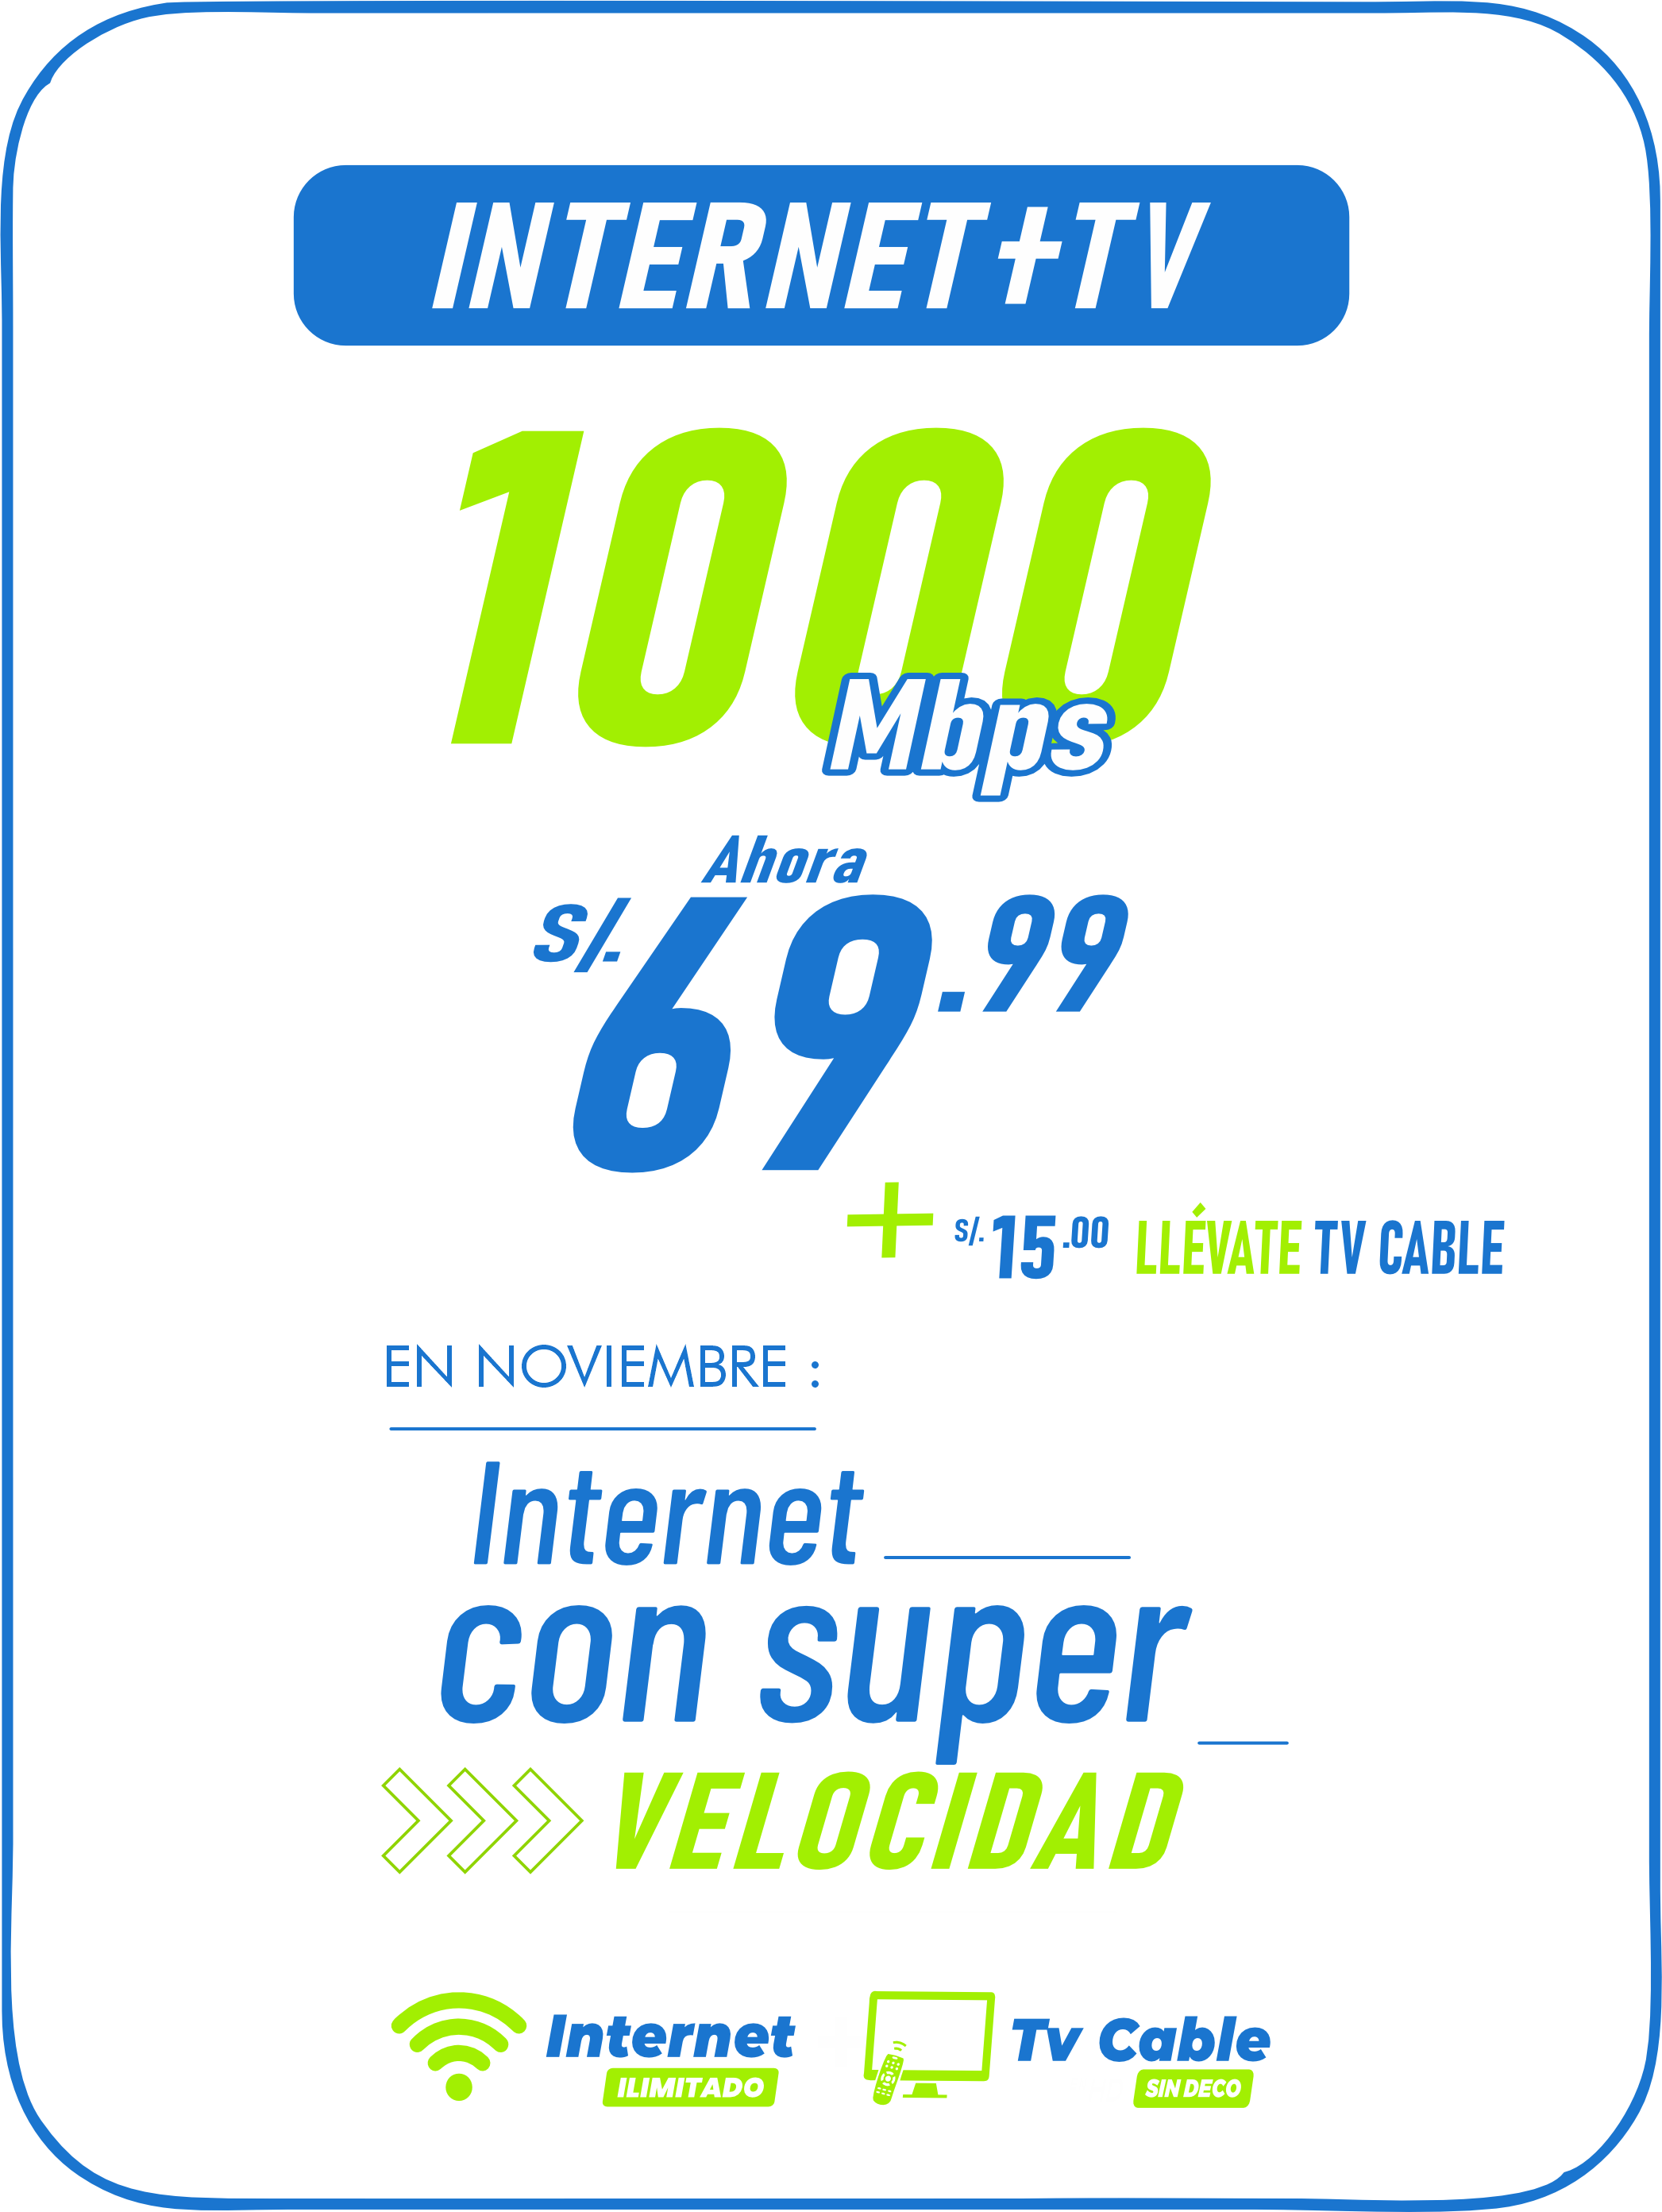 INTERNET+TV
1000
Mbps
Ahora
S/. 69.99
+ S/. 15.00 LLÉVATE TV CABLE
EN NOVIEMBRE :
Internet
con super
VELOCIDAD
Internet
ILIMITADO
Tv Cable
SIN DECO